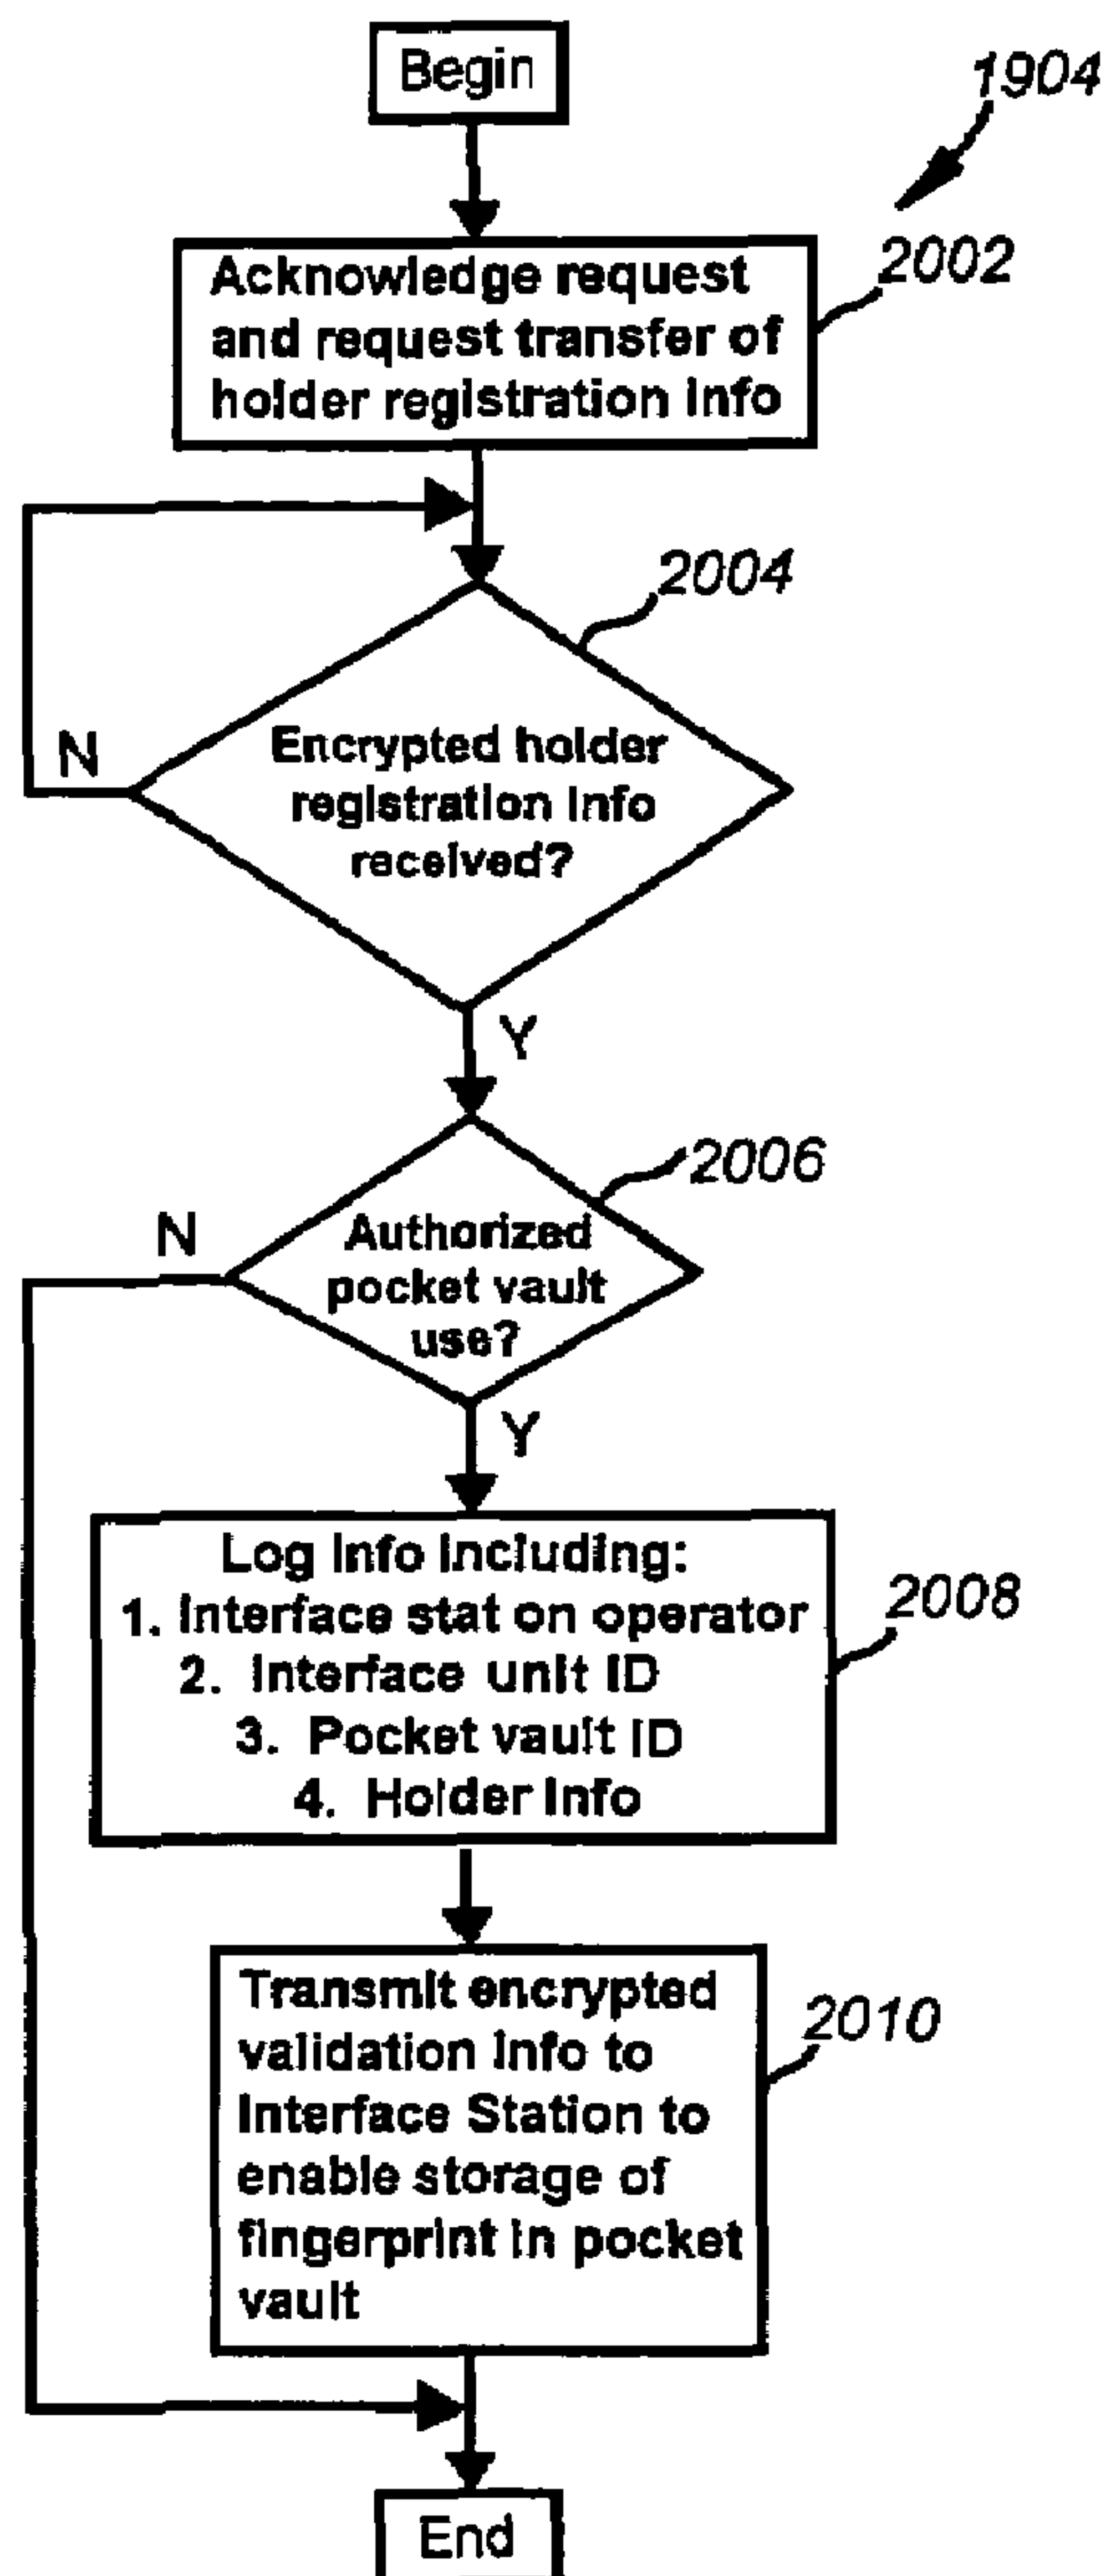 Begin
1904
2002
Acknowledge request
and request transfer of
holder registration Info
2004
N
Encrypted holder
registration Info
received?
Y
2006
N
Authorized
pocket vault
use?
Y
Log Info Including:
1. Interface stat on operator
2. Interface unit ID
3. Pocket vault ID
4. Holder Info
2008
Transmit encrypted
validation Info to
Interface Station to
enable storage of
fingerprint in pocket
vault
2010
End